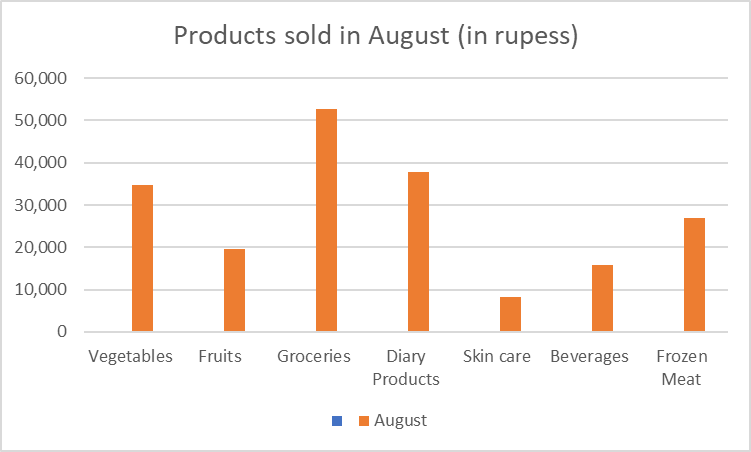 Products sold in August (in rupess)
60,000
50,000
40,000
30,000
20,000
10,000
0
Vegetables Fruits Groceries Diary Products Skin care Beverages Frozen Meat
August